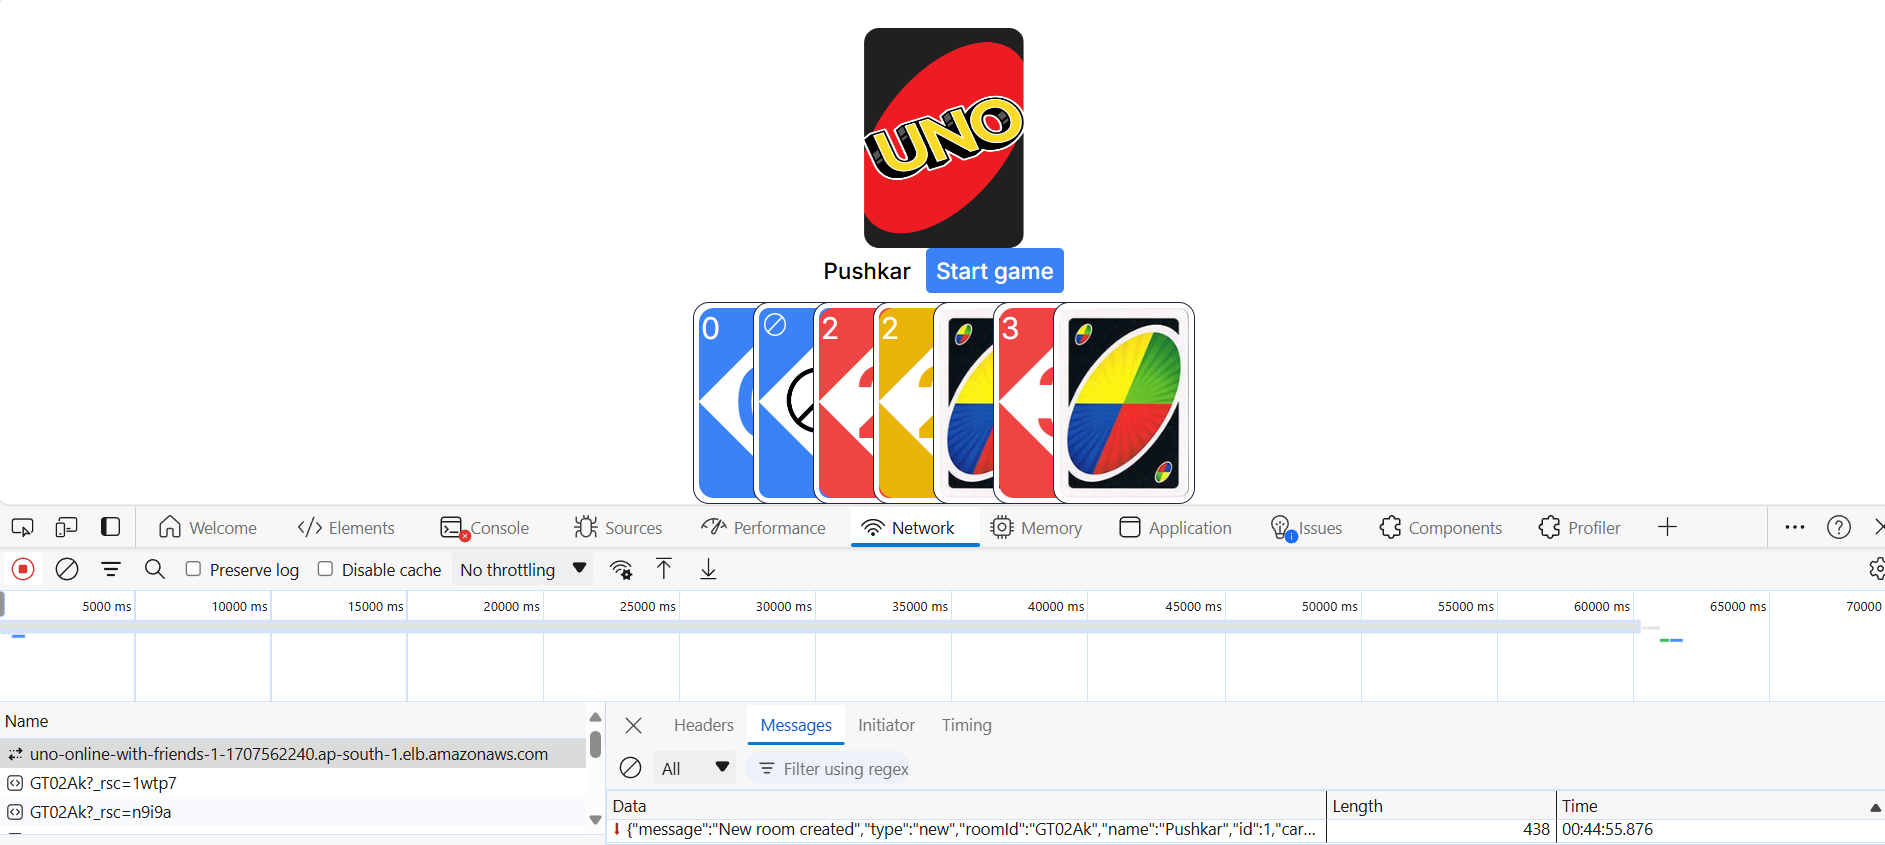 UNO
Pushkar Start game
0 2 2 3
0 2 2 3
Welcome Elements Console Sources Performance Network Memory Application Issues Components Profiler
Preserve log Disable cache No throttling
5000 ms 10000 ms 15000 ms 20000 ms 25000 ms 30000 ms 35000 ms 40000 ms 45000 ms 50000 ms 55000 ms 60000 ms 65000 ms 70000
Name
uno-online-with-friends-1-1707562240.ap-south-1.elb.amazonaws.com
GT02Ak?_rsc=1wtp7
GT02Ak?_rsc=n9i9a
Headers Messages Initiator Timing
All Filter using regex
Data Length Time
{"message":"New room created","type":"new","roomId":"GT02Ak","name":"Pushkar","id":1,"car... 438 00:44:55.876